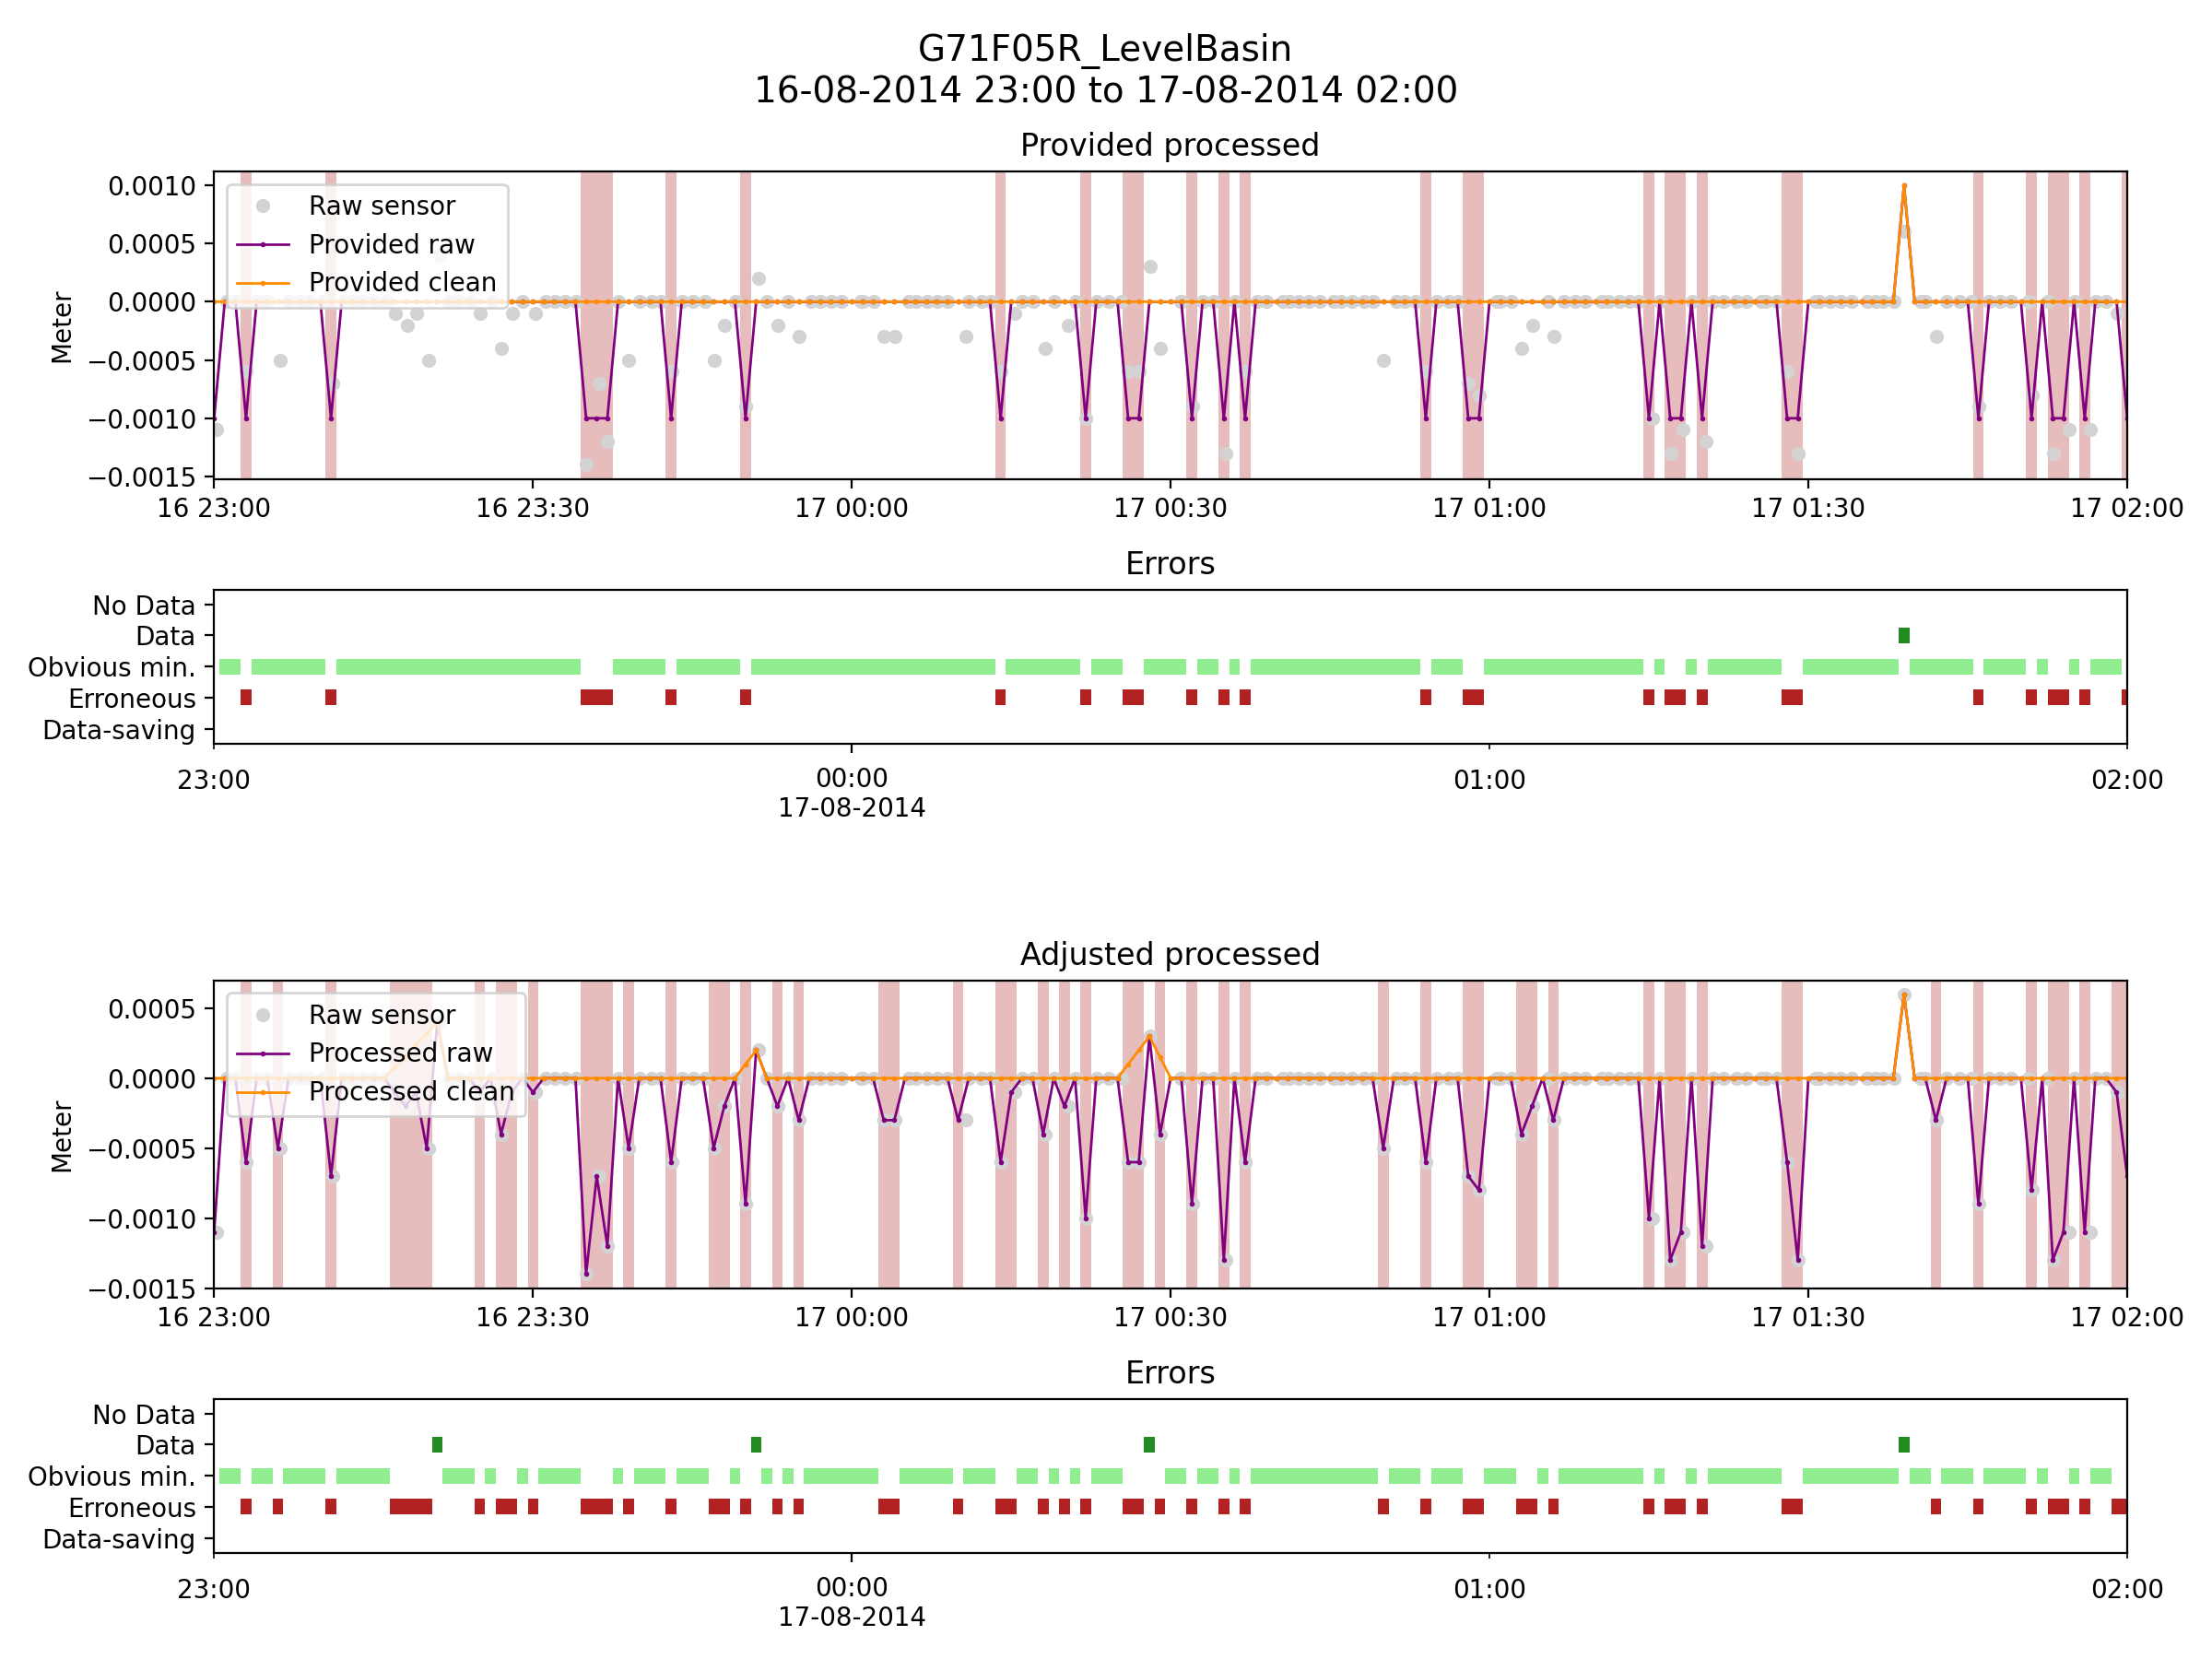 G71F05R_LevelBasin
16-08-2014 23:00 to 17-08-2014 02:00
Provided processed
Meter
0.0010
0.0005
0.0000
−0.0005
−0.0010
−0.0015
Raw sensor
Provided raw
Provided clean
16 23:00 16 23:30 17 00:00 17 00:30 17 01:00 17 01:30 17 02:00
Errors
No Data
Data
Obvious min.
Erroneous
Data-saving
23:00 00:00 01:00 02:00
17-08-2014
Adjusted processed
Meter
0.0005
0.0000
−0.0005
−0.0010
−0.0015
Raw sensor
Processed raw
Processed clean
16 23:00 16 23:30 17 00:00 17 00:30 17 01:00 17 01:30 17 02:00
Errors
No Data
Data
Obvious min.
Erroneous
Data-saving
23:00 00:00 01:00 02:00
17-08-2014